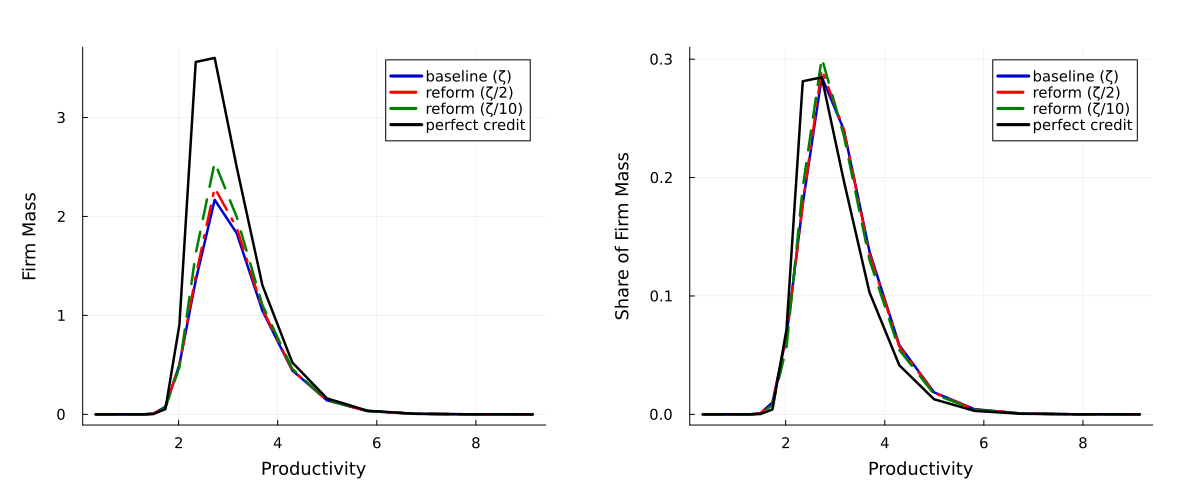 Firm Mass
3
2
1
0
2
4
6
8
Productivity
baseline (ζ)
reform (ζ/2)
reform (ζ/10)
perfect credit
Share of Firm Mass
0.3
0.2
0.1
0.0
2
4
6
8
Productivity
baseline (ζ)
reform (ζ/2)
reform (ζ/10)
perfect credit